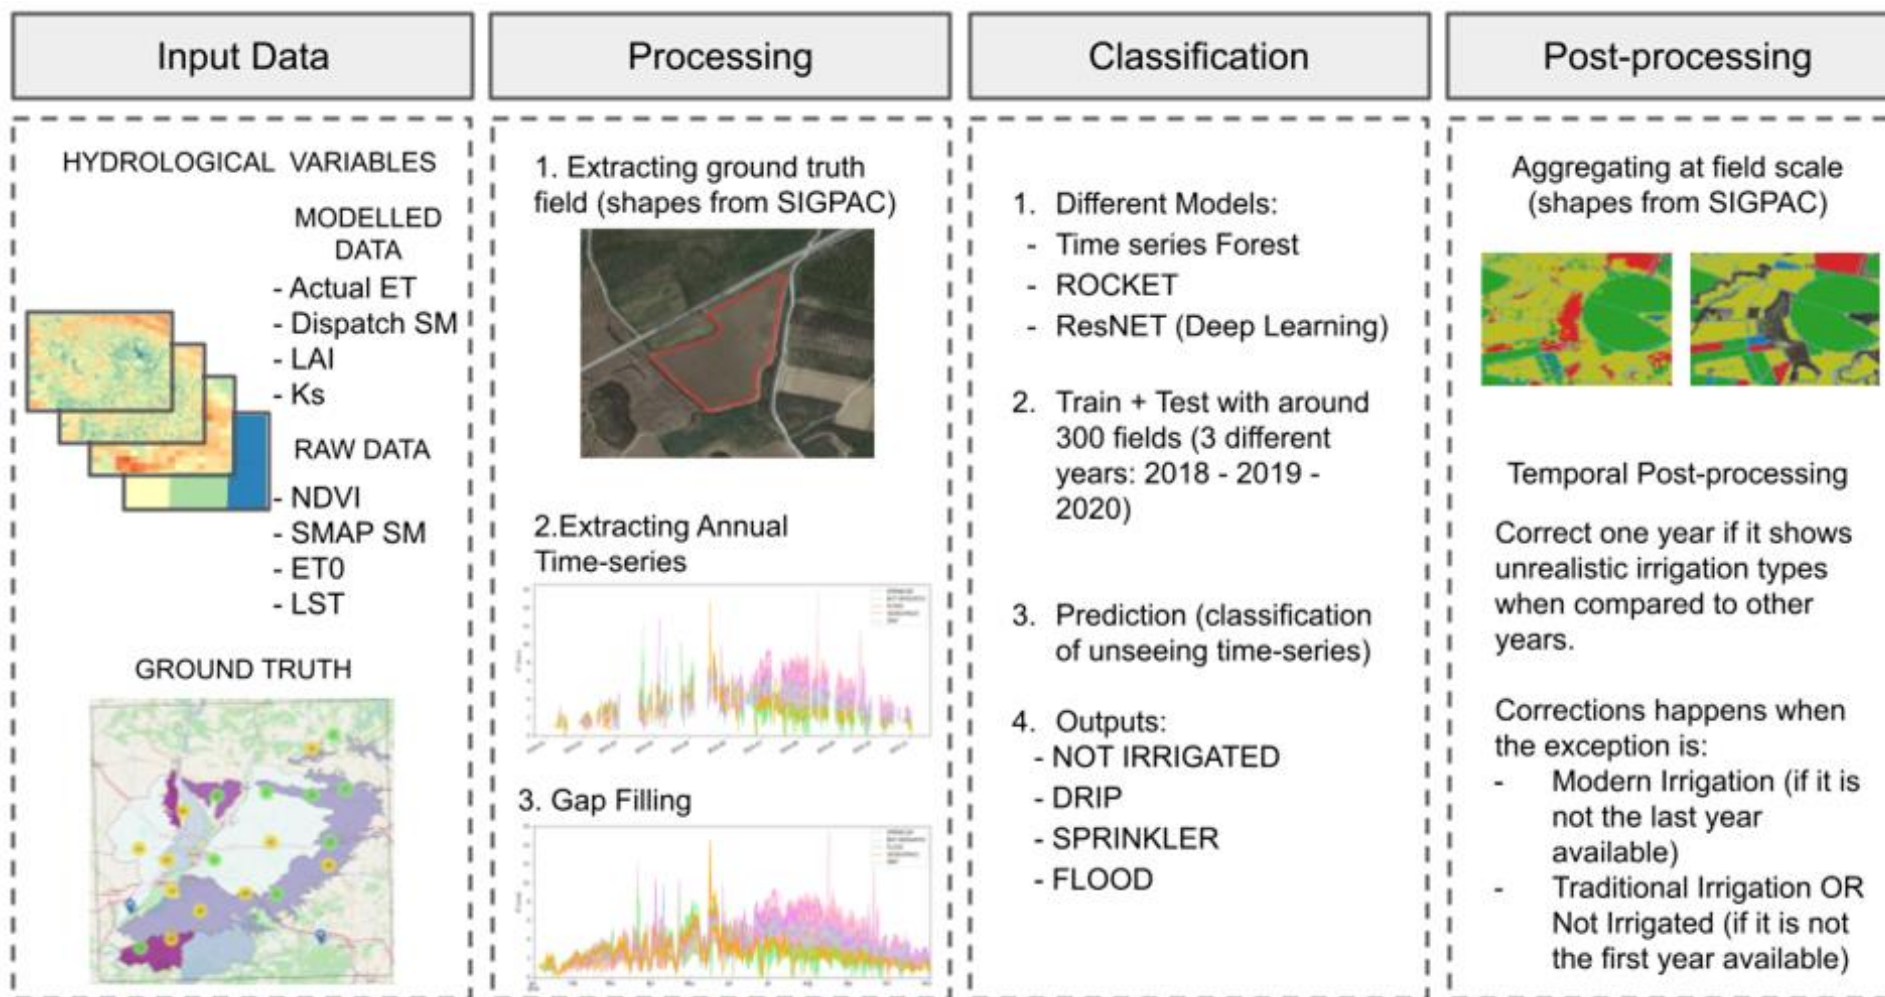 Input Data
HYDROLOGICAL VARIABLES
MODELLED
DATA
- Actual ET
- Dispatch SM
- LAI
- Ks
RAW DATA
- NDVI
- SMAP SM
- ET0
- LST
GROUND TRUTH
Processing
1. Extracting ground truth
field (shapes from SIGPAC)
2.Extracting Annual
Time-series
3. Gap Filling
Classification
1. Different Models:
- Time series Forest
- ROCKET
- ResNET (Deep Learning)
2. Train + Test with around
300 fields (3 different
years: 2018 - 2019 -
2020)
3. Prediction (classification
of unseeing time-series)
4. Outputs:
- NOT IRRIGATED
- DRIP
- SPRINKLER
- FLOOD
Post-processing
Aggregating at field scale
(shapes from SIGPAC)
Temporal Post-processing
Correct one year if it shows
unrealistic irrigation types
when compared to other
years.
Corrections happens when
the exception is:
- Modern Irrigation (if it is
not the last year
available)
- Traditional Irrigation OR
Not Irrigated (if it is not
the first year available)